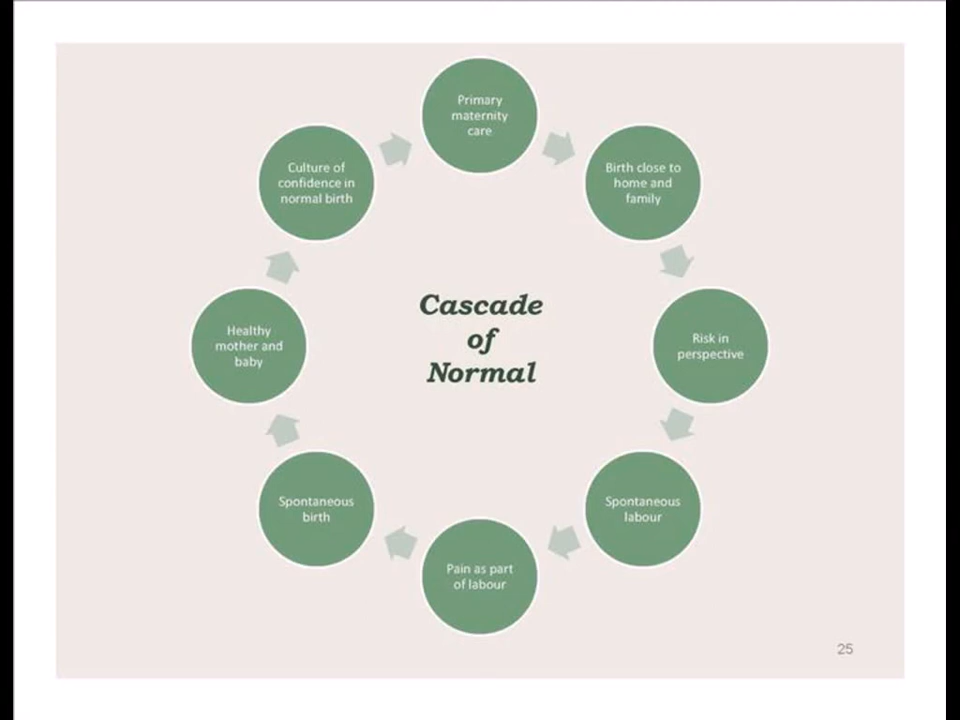 Primary
maternity
care
Birth close to
home and
family
Risk in
perspective
Spontaneous
labour
Pain as part
of labour
Spontaneous
birth
Healthy
mother and
baby
Culture of
confidence in
normal birth
Cascade
of
Normal
25